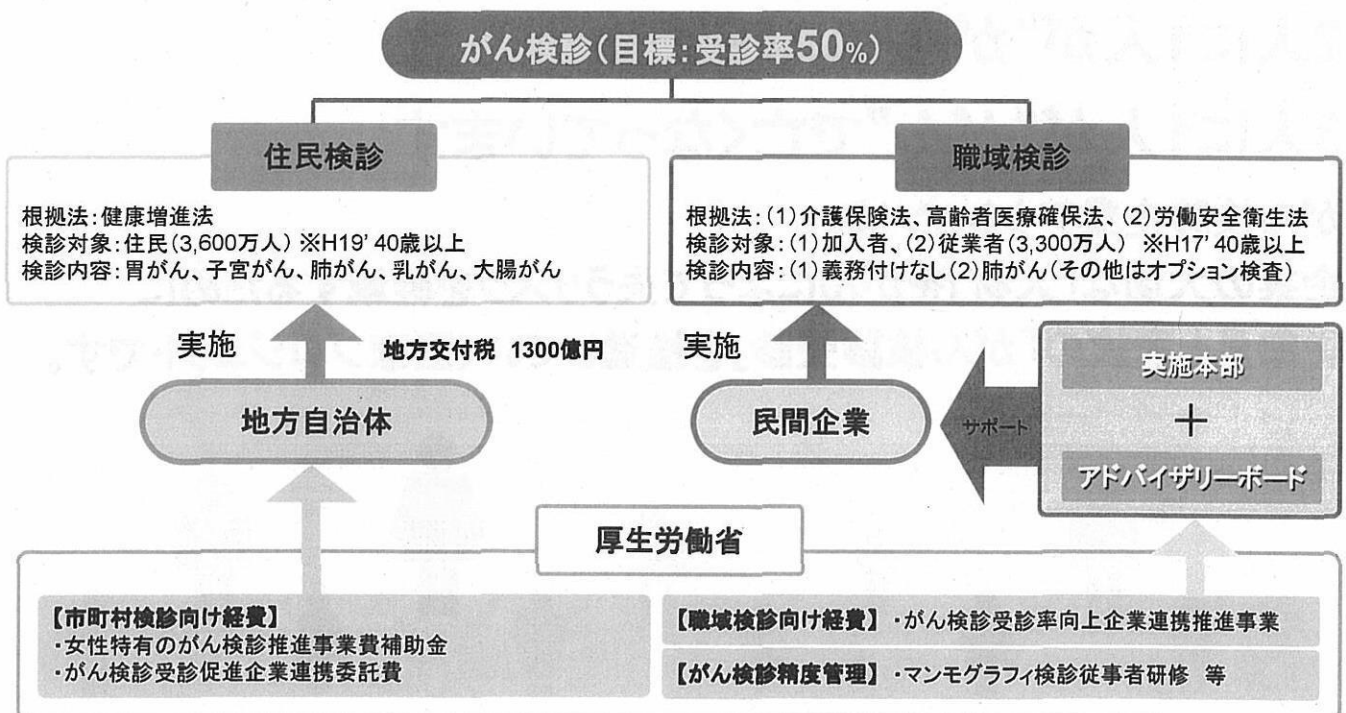 がん検診(目標:受診率50%)
住民検診
根拠法:健康増進法
検診対象:住民(3,600万人) ※H19' 40歳以上
検診内容:胃がん、子宮がん、肺がん、乳がん、大腸がん
職域検診
根拠法:(1)介護保険法、高齢者医療確保法、(2)労働安全衛生法
検診対象:(1)加入者、(2)従業者(3,300万人) ※H17' 40歳以上
検診内容:(1)義務付けなし(2)肺がん(その他はオプション検査)
実施
地方交付税 1300億円
実施
地方自治体
民間企業
サポート
実施本部
+
アドバイザリーボード
厚生労働省
【市町村検診向け経費】
・女性特有のがん検診推進事業費補助金
・がん検診受診促進企業連携委託費
【職域検診向け経費】 ・がん検診受診率向上企業連携推進事業
【がん検診精度管理】 ・マンモグラフィ検診従事者研修 等